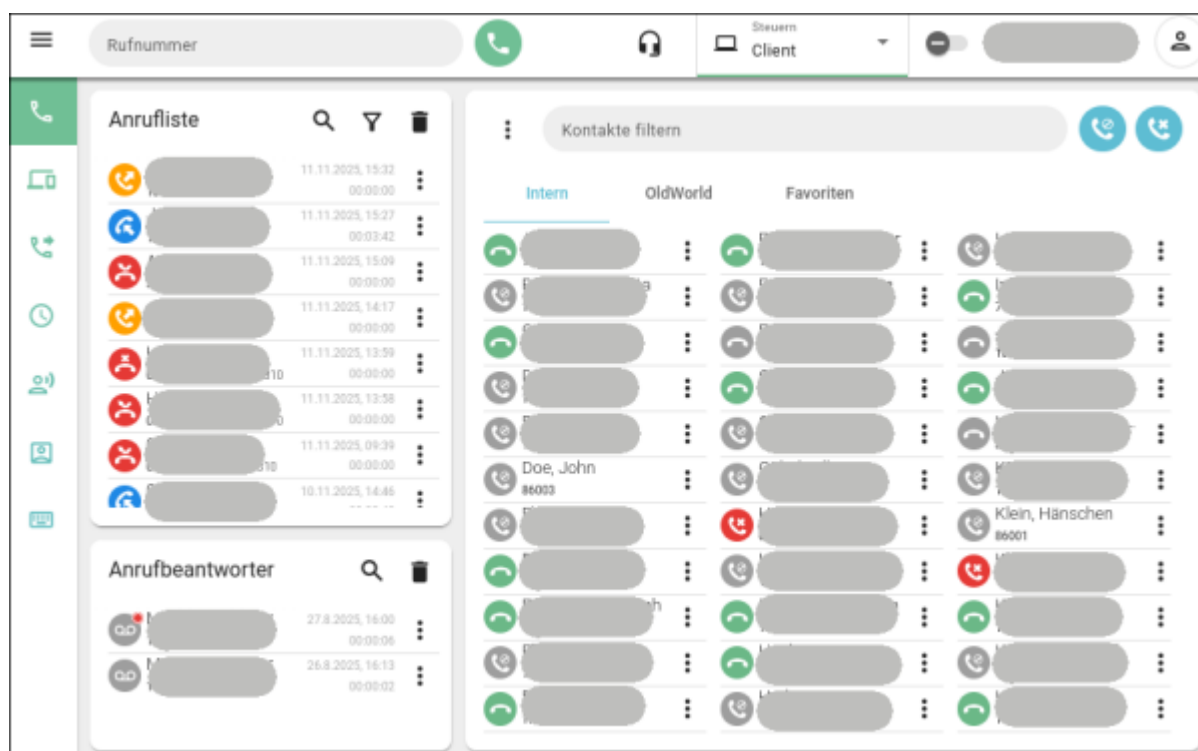 Rufnummer
Steuern
Client
Anrufliste
11.11.2025, 15:32
00:00:00
11.11.2025, 15:27
00:03:42
11.11.2025, 15:09
00:00:00
11.11.2025, 14:17
00:00:00
11.11.2025, 13:59
00:00:00
11.11.2025, 13:58
00:00:00
11.11.2025, 09:39
00:00:00
10.11.2025, 14:46
Anrufbeantworter
27.8.2025, 16:00
00:00:06
26.8.2025, 16:13
00:00:02
Kontakte filtern
Intern OldWorld Favoriten
Doe, John
86003
Klein, Hänschen
86001